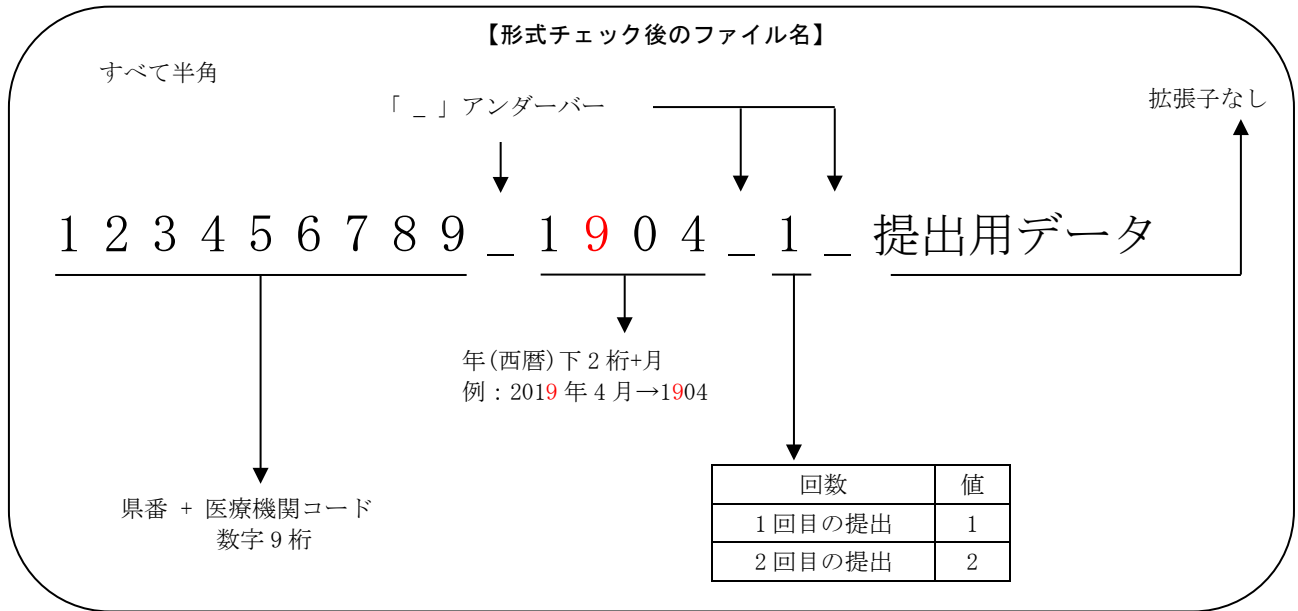 【形式チェック後のファイル名】
すべて半角
「 _ 」アンダーバー
拡張子なし
123456789_1904_1_提出用データ
年(西暦)下2桁+月
例：2019年4月→1904
県番 + 医療機関コード
数字9桁
回数 値
1回目の提出 1
2回目の提出 2